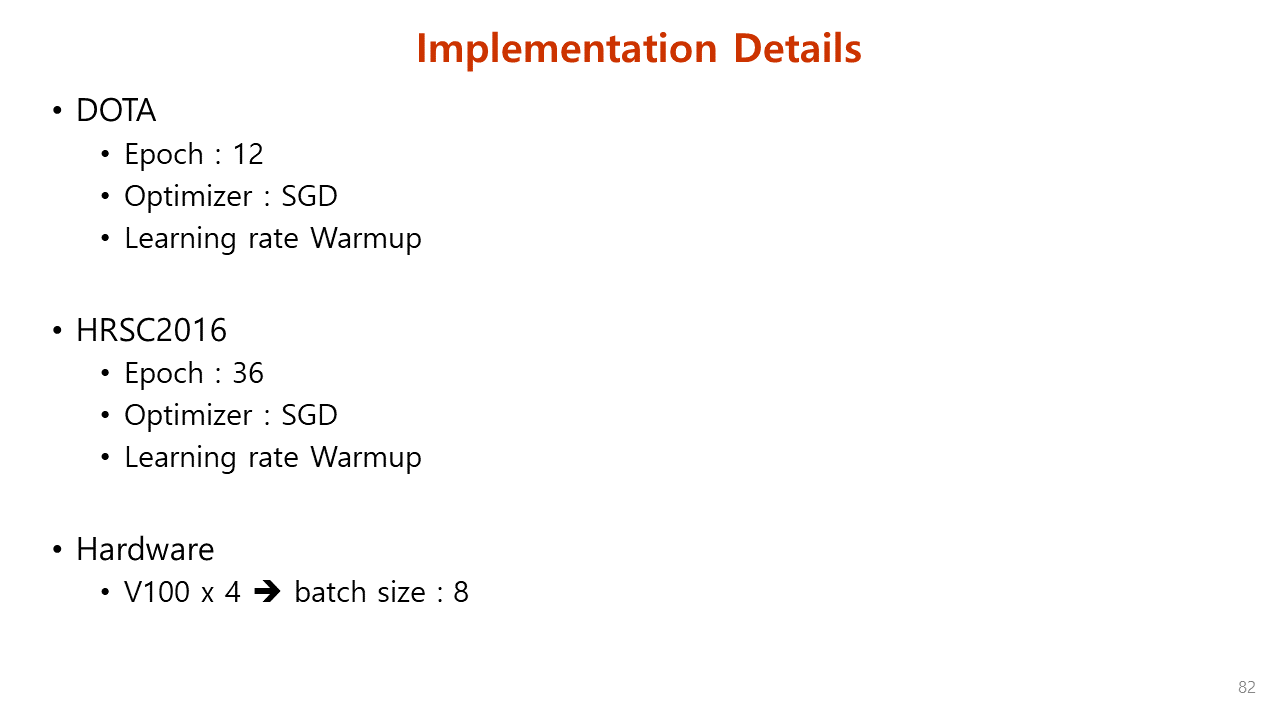 Implementation Details
• DOTA
• Epoch : 12
• Optimizer : SGD
• Learning rate Warmup
• HRSC2016
• Epoch : 36
• Optimizer : SGD
• Learning rate Warmup
• Hardware
• V100 x 4 ➔ batch size : 8
82